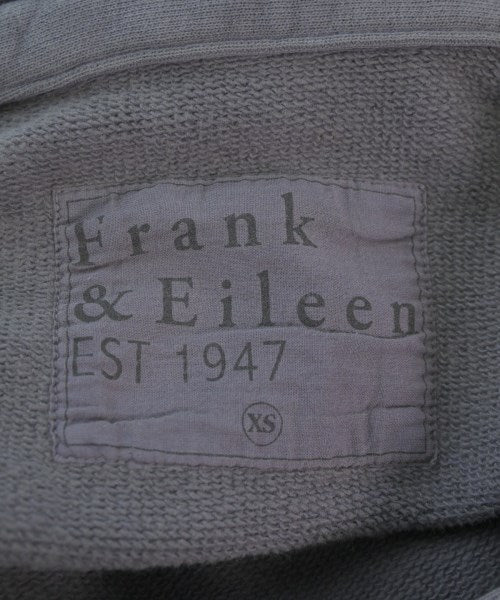 Frank
& Eileen
EST 1947
XS